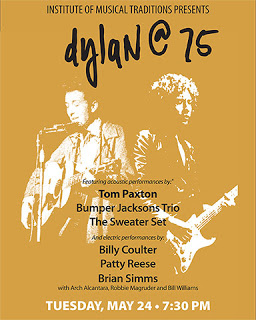 INSTITUTE OF MUSICAL TRADITIONS PRESENTS
dylaN @ 75
Featuring acoustic performances by:"
Tom Paxton
Bumper Jacksons Trio
The Sweater Set
And electric performances by:
Billy Coulter
Patty Reese
Brian Simms
with Arch Alcantara, Robbie Magruder and Bill Williams
TUESDAY, MAY 24 • 7:30 PM